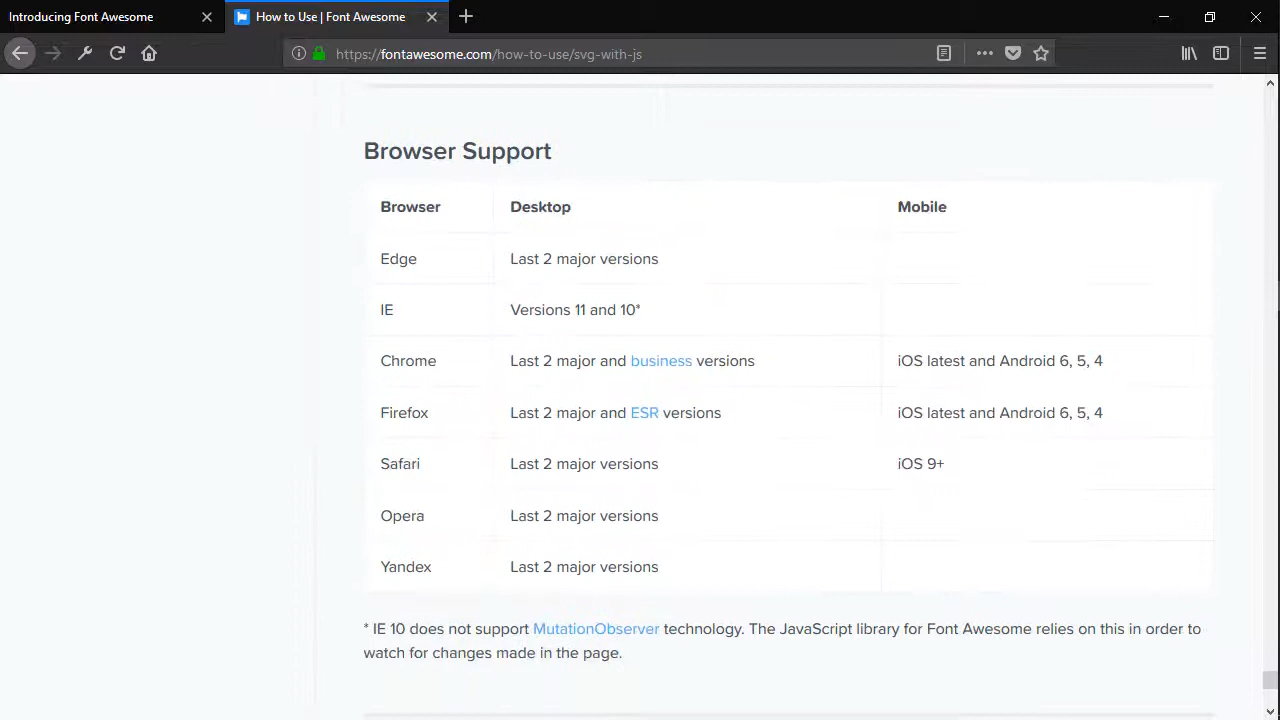 Introducing Font Awesome
How to Use | Font Awesome
https://fontawesome.com/how-to-use/svg-with-js
Browser Support
Browser Desktop Mobile
Edge Last 2 major versions
IE Versions 11 and 10*
Chrome Last 2 major and business versions iOS latest and Android 6, 5, 4
Firefox Last 2 major and ESR versions iOS latest and Android 6, 5, 4
Safari Last 2 major versions iOS 9+
Opera Last 2 major versions
Yandex Last 2 major versions
* IE 10 does not support MutationObserver technology. The JavaScript library for Font Awesome relies on this in order to
watch for changes made in the page.